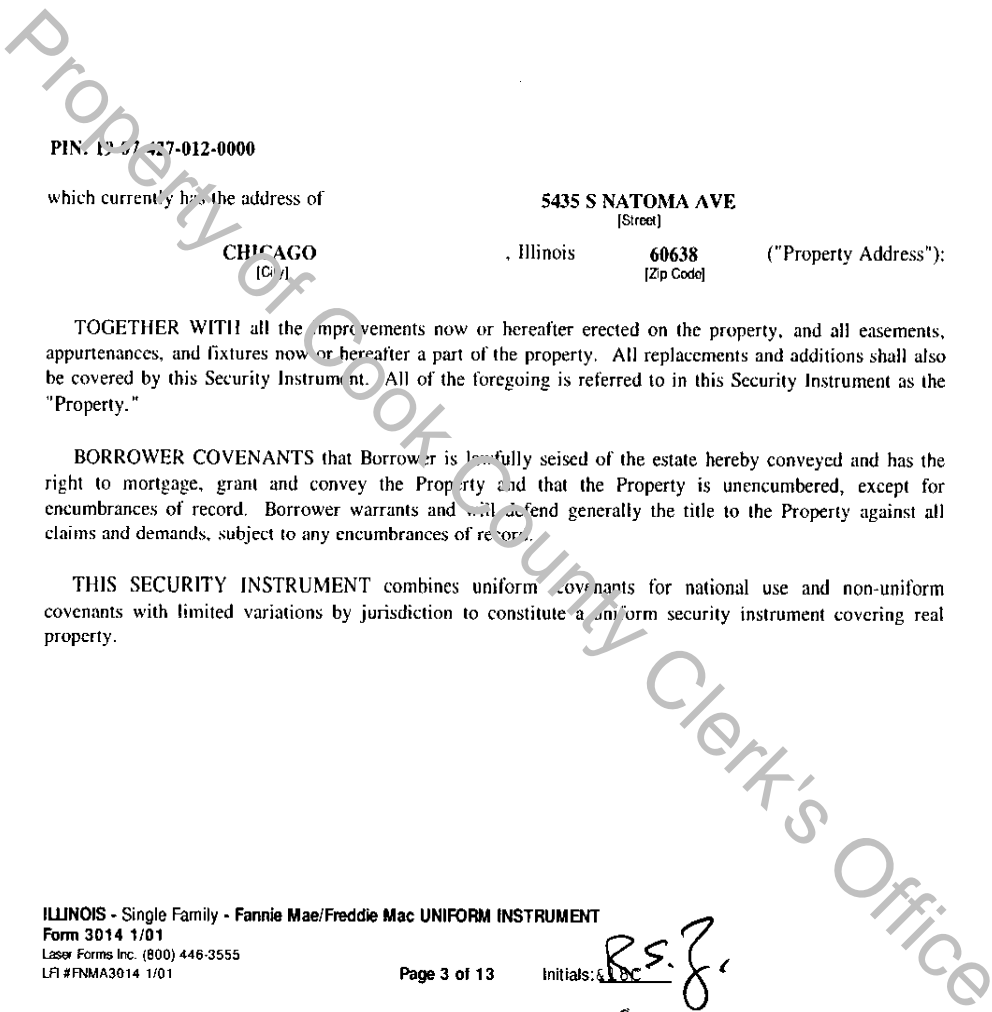 PIN: 19-07-427-012-0000
which currently has the address of 5435 S NATOMA AVE
[Street]
CHICAGO , Illinois 60638 ("Property Address"):
[City] [Zip Code]
TOGETHER WITH all the improvements now or hereafter erected on the property, and all easements,
appurtenances, and fixtures now or hereafter a part of the property. All replacements and additions shall also
be covered by this Security Instrument. All of the foregoing is referred to in this Security Instrument as the
"Property."
BORROWER COVENANTS that Borrower is lawfully seised of the estate hereby conveyed and has the
right to mortgage, grant and convey the Property and that the Property is unencumbered, except for
encumbrances of record. Borrower warrants and will defend generally the title to the Property against all
claims and demands, subject to any encumbrances of record.
THIS SECURITY INSTRUMENT combines uniform covenants for national use and non-uniform
covenants with limited variations by jurisdiction to constitute a uniform security instrument covering real
property.
ILLINOIS - Single Family - Fannie Mae/Freddie Mac UNIFORM INSTRUMENT
Form 3014 1/01
Laser Forms Inc. (800) 446-3555
LFI #FNMA3014 1/01 Page 3 of 13 Initials: R.S.Z.
Property of Cook County Clerk's Office